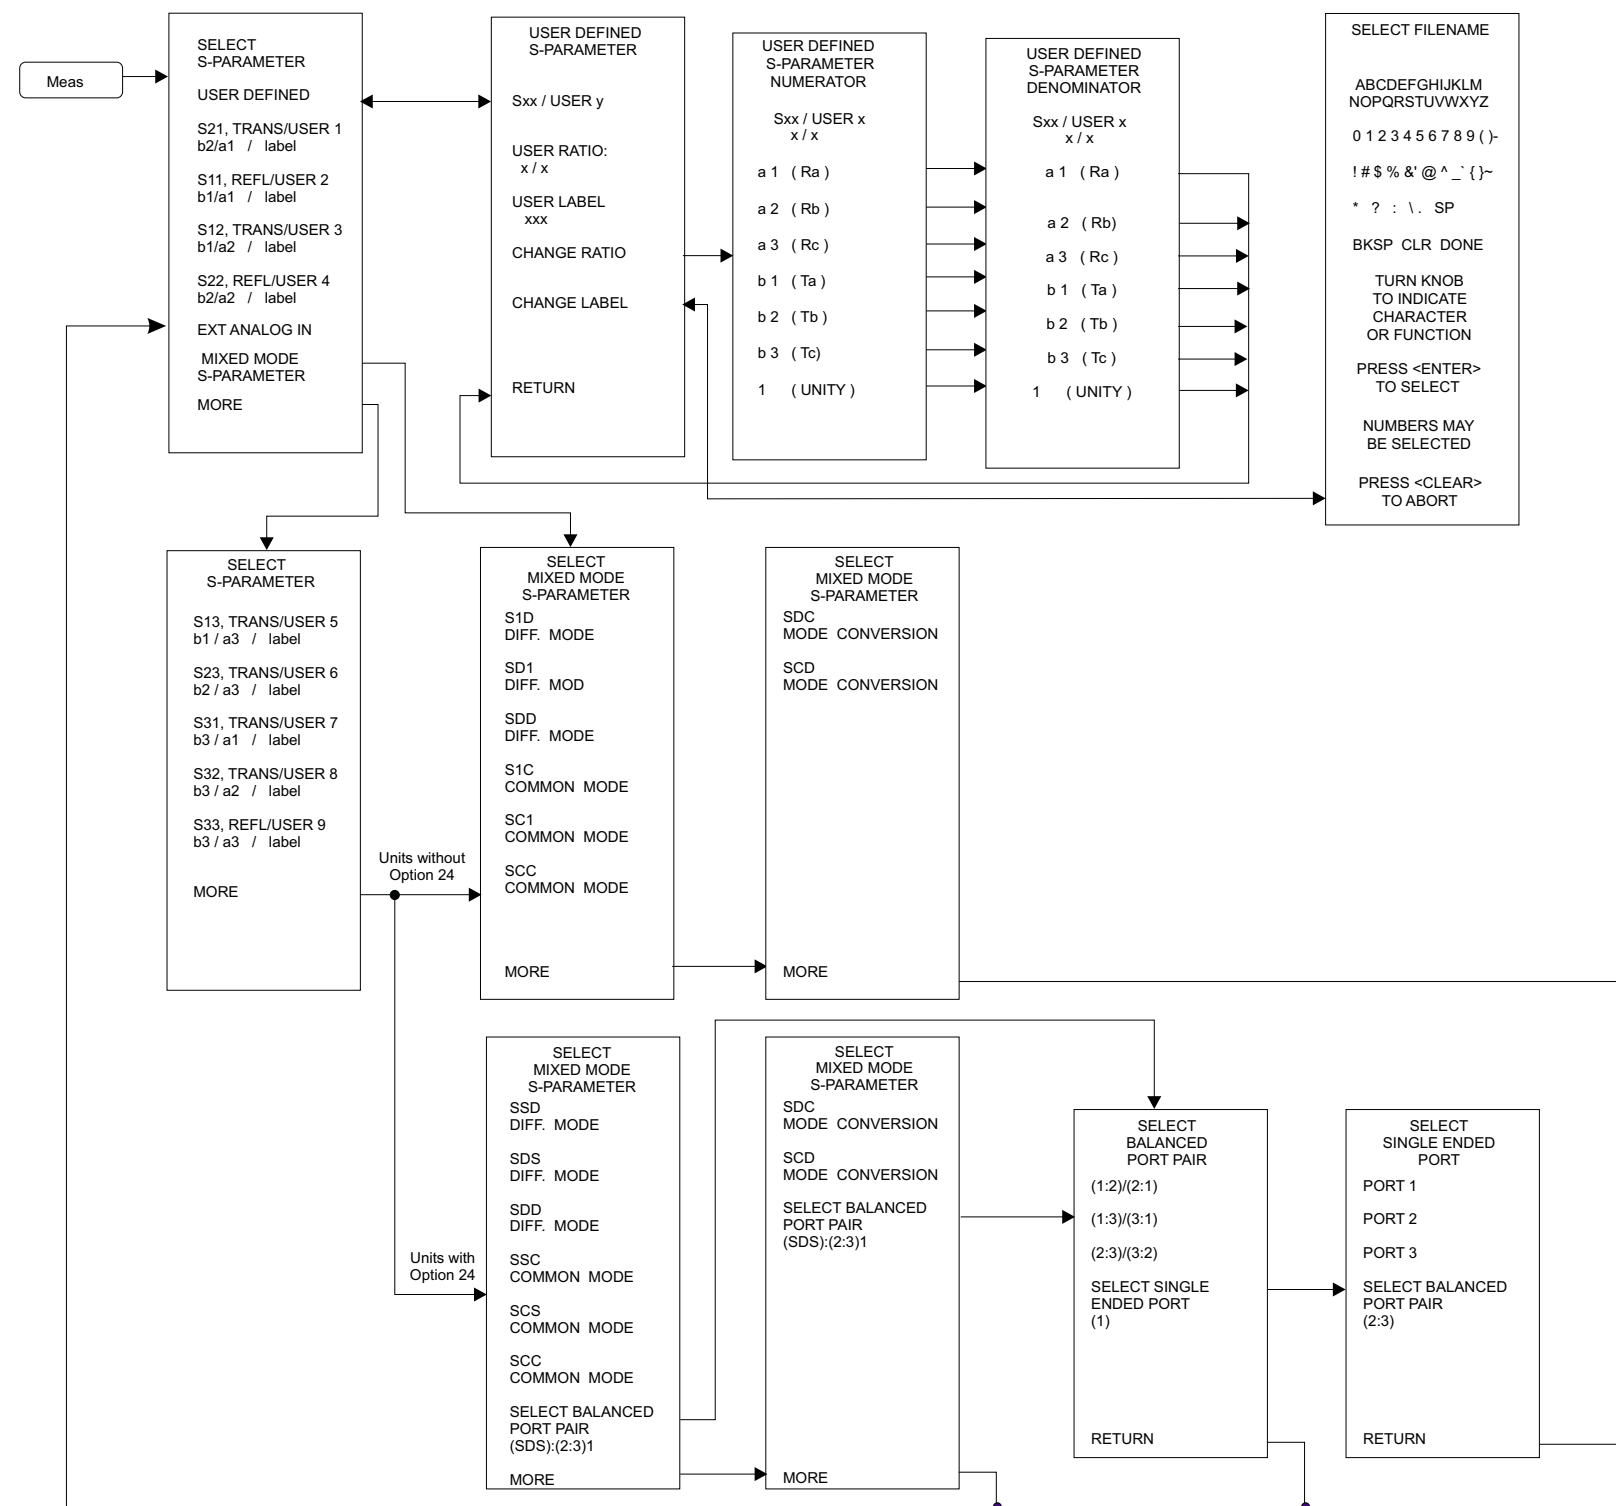 Meas
SELECT
S-PARAMETER
USER DEFINED
S21, TRANS/USER 1
b2/a1 / label
S11, REFL/USER 2
b1/a1 / label
S12, TRANS/USER 3
b1/a2 / label
S22, REFL/USER 4
b2/a2 / label
EXT ANALOG IN
MIXED MODE
S-PARAMETER
MORE
USER DEFINED
S-PARAMETER
Sxx / USER y
USER RATIO:
x / x
USER LABEL
xxx
CHANGE RATIO
CHANGE LABEL
RETURN
USER DEFINED
S-PARAMETER
NUMERATOR
Sxx / USER x
x / x
a 1 ( Ra )
a 2 ( Rb )
a 3 ( Rc )
b 1 ( Ta )
b 2 ( Tb )
b 3 ( Tc)
1 ( UNITY )
USER DEFINED
S-PARAMETER
DENOMINATOR
Sxx / USER x
x / x
a 1 ( Ra )
a 2 ( Rb)
a 3 ( Rc )
b 1 ( Ta )
b 2 ( Tb )
b 3 ( Tc )
1 ( UNITY )
SELECT FILENAME
ABCDEFGHIJKLM
NOPQRSTUVWXYZ
0 1 2 3 4 5 6 7 8 9 ( )-
! # $ % &' @ ^ _` { }~
* ? : \ . SP
BKSP CLR DONE
TURN KNOB
TO INDICATE
CHARACTER
OR FUNCTION
PRESS <ENTER>
TO SELECT
NUMBERS MAY
BE SELECTED
PRESS <CLEAR>
TO ABORT
SELECT
S-PARAMETER
S13, TRANS/USER 5
b1 / a3 / label
S23, TRANS/USER 6
b2 / a3 / label
S31, TRANS/USER 7
b3 / a1 / label
S32, TRANS/USER 8
b3 / a2 / label
S33, REFL/USER 9
b3 / a3 / label
MORE
Units without
Option 24
SELECT
MIXED MODE
S-PARAMETER
S1D
DIFF. MODE
SD1
DIFF. MOD
SDD
DIFF. MODE
S1C
COMMON MODE
SC1
COMMON MODE
SCC
COMMON MODE
MORE
SELECT
MIXED MODE
S-PARAMETER
SDC
MODE CONVERSION
SCD
MODE CONVERSION
MORE
Units with
Option 24
SELECT
MIXED MODE
S-PARAMETER
SSD
DIFF. MODE
SDS
DIFF. MODE
SDD
DIFF. MODE
SSC
COMMON MODE
SCS
COMMON MODE
SCC
COMMON MODE
SELECT BALANCED
PORT PAIR
(SDS):(2:3)1
MORE
SELECT
MIXED MODE
S-PARAMETER
SDC
MODE CONVERSION
SCD
MODE CONVERSION
SELECT BALANCED
PORT PAIR
(SDS):(2:3)1
MORE
SELECT
BALANCED
PORT PAIR
(1:2)/(2:1)
(1:3)/(3:1)
(2:3)/(3:2)
SELECT SINGLE
ENDED PORT
(1)
RETURN
SELECT
SINGLE ENDED
PORT
PORT 1
PORT 2
PORT 3
SELECT BALANCED
PORT PAIR
(2:3)
RETURN